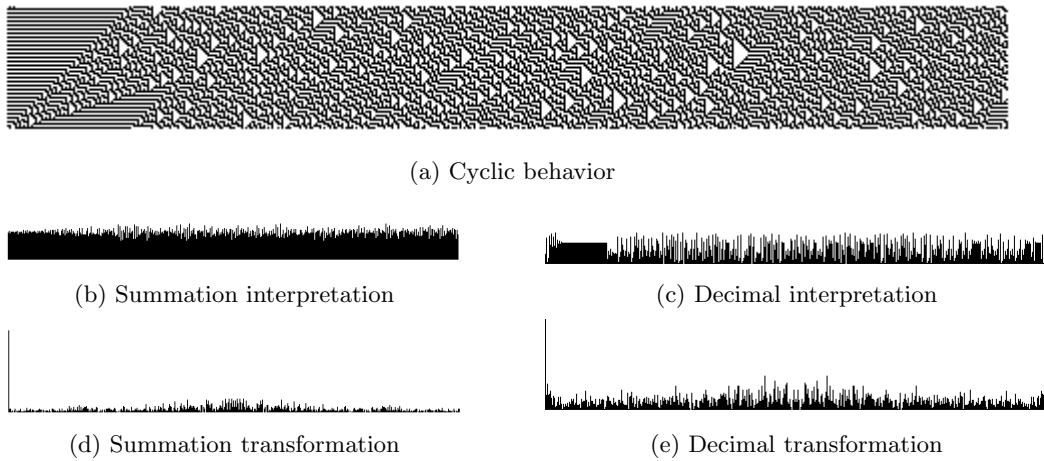 (a) Cyclic behavior
(b) Summation interpretation
(c) Decimal interpretation
(d) Summation transformation
(e) Decimal transformation